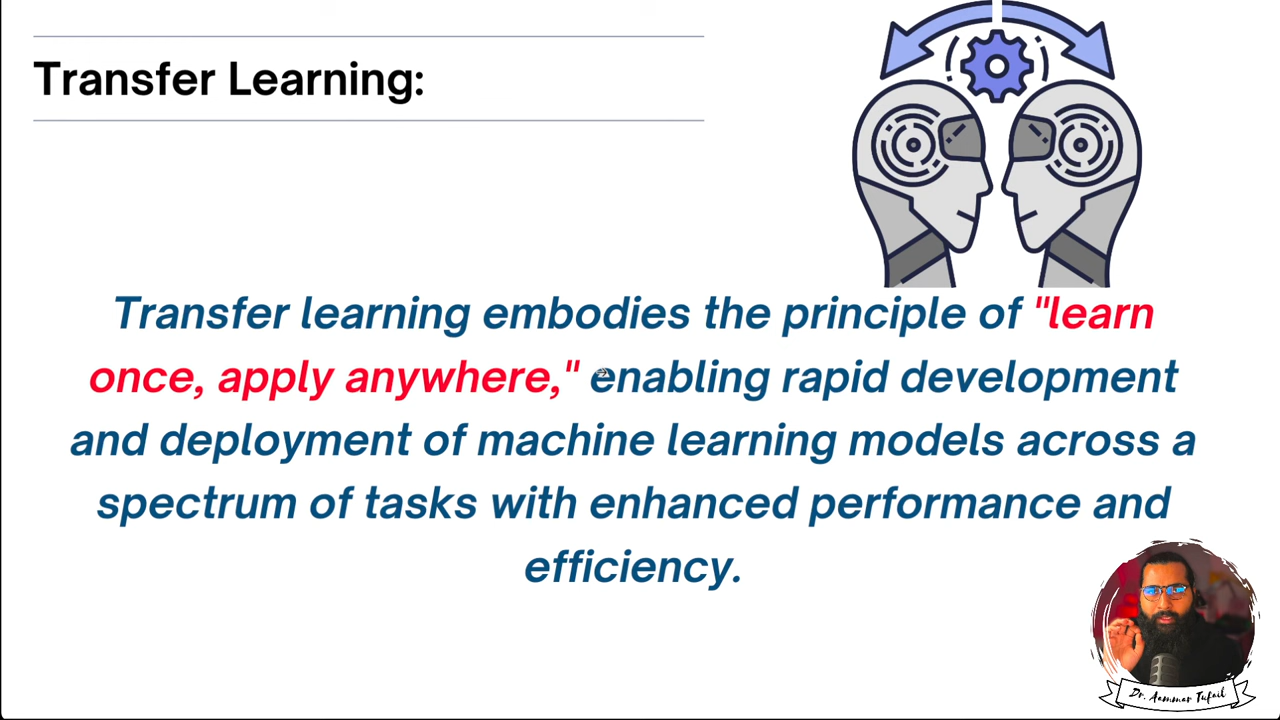 Transfer Learning:
Transfer learning embodies the principle of "learn
once, apply anywhere," enabling rapid development
and deployment of machine learning models across a
spectrum of tasks with enhanced performance and
efficiency.
Dr. Aammar Tufail